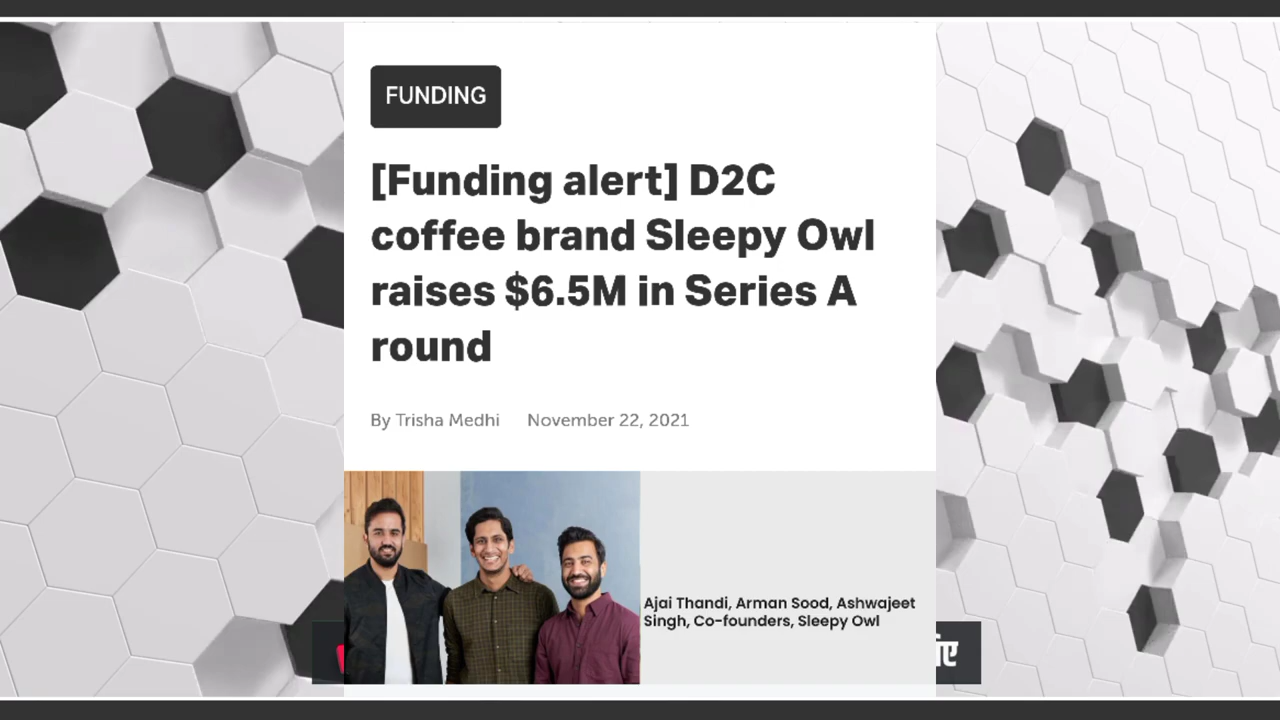 FUNDING
[Funding alert] D2C
coffee brand Sleepy Owl
raises $6.5M in Series A
round
By Trisha Medhi November 22, 2021
Ajai Thandi, Arman Sood, Ashwajeet
Singh, Co-founders, Sleepy Owl